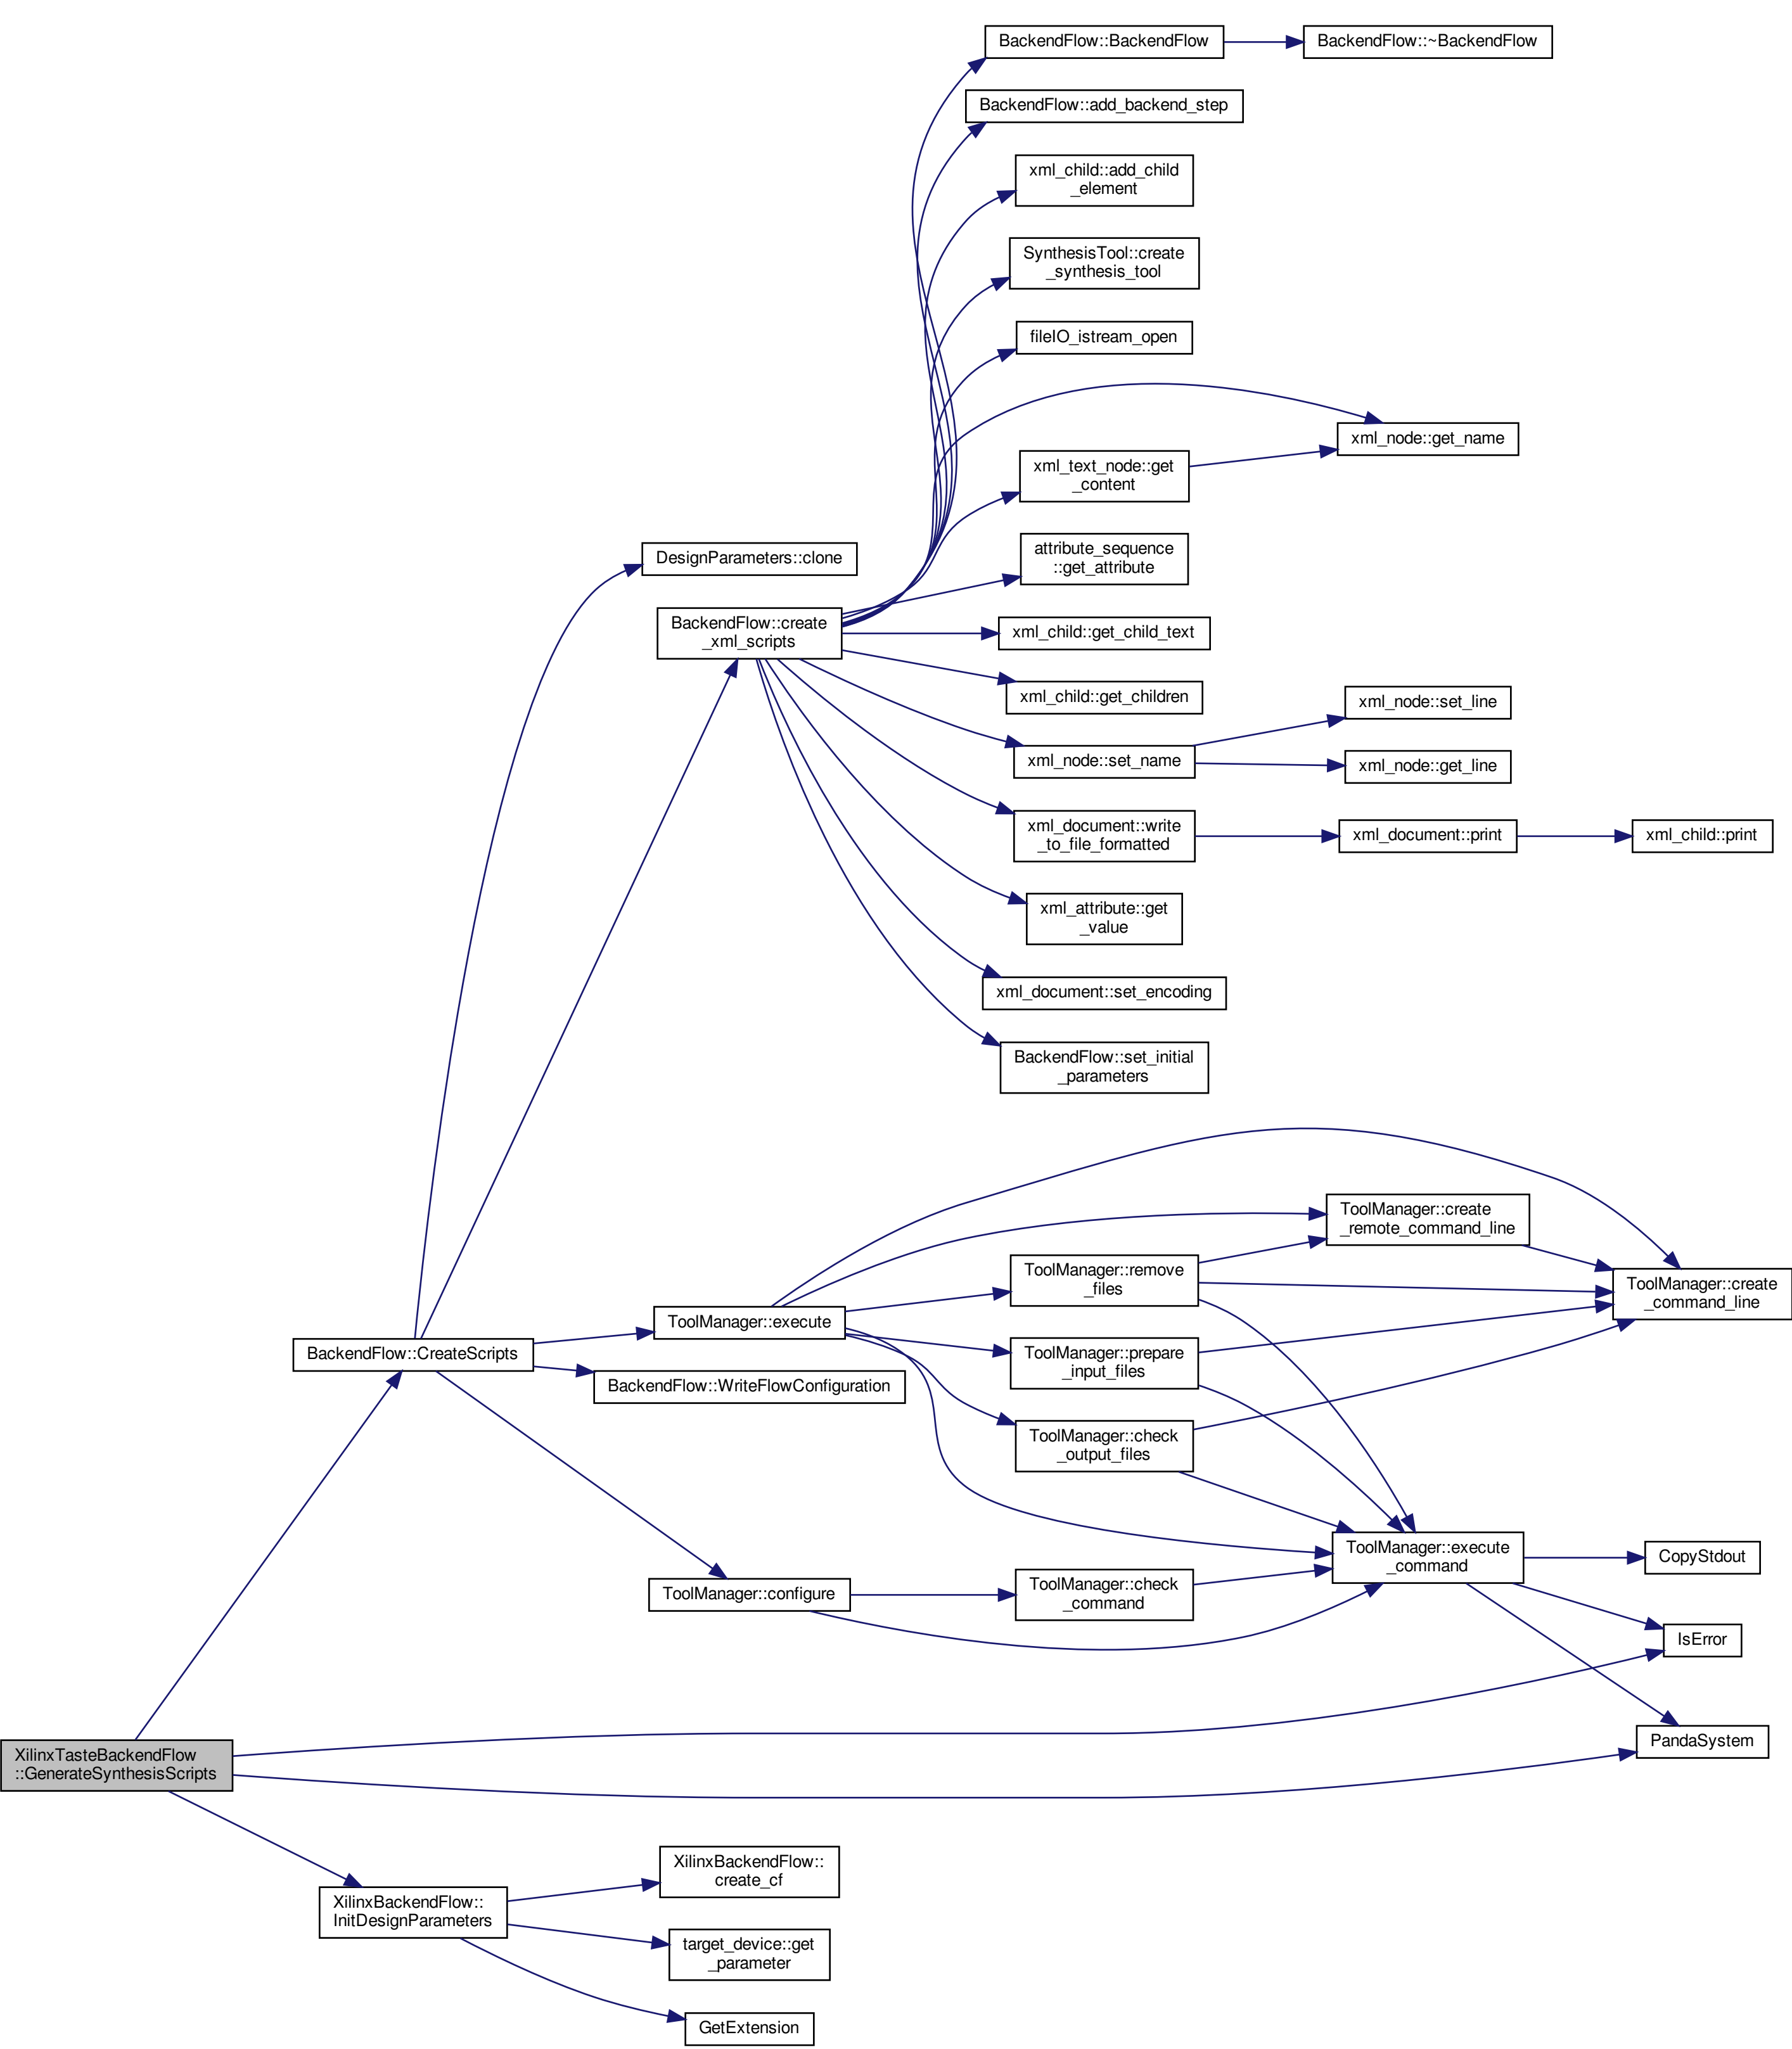 BackendFlow::BackendFlow
BackendFlow::~BackendFlow
BackendFlow::add_backend_step
xml_child::add_child
_element
SynthesisTool::create
_synthesis_tool
fileIO_istream_open
xml_node::get_name
xml_text_node::get
_content
attribute_sequence
::get_attribute
DesignParameters::clone
BackendFlow::create
_xml_scripts
xml_child::get_child_text
xml_child::get_children
xml_node::set_line
xml_node::set_name
xml_node::get_line
xml_document::write
_to_file_formatted
xml_document::print
xml_child::print
xml_attribute::get
_value
xml_document::set_encoding
BackendFlow::set_initial
_parameters
ToolManager::create
_remote_command_line
ToolManager::remove
_files
ToolManager::create
_command_line
ToolManager::execute
BackendFlow::CreateScripts
ToolManager::prepare
_input_files
BackendFlow::WriteFlowConfiguration
ToolManager::check
_output_files
ToolManager::execute
_command
CopyStdout
ToolManager::configure
ToolManager::check
_command
IsError
PandaSystem
XilinxTasteBackendFlow
::GenerateSynthesisScripts
XilinxBackendFlow::
create_cf
XilinxBackendFlow::
InitDesignParameters
target_device::get
_parameter
GetExtension